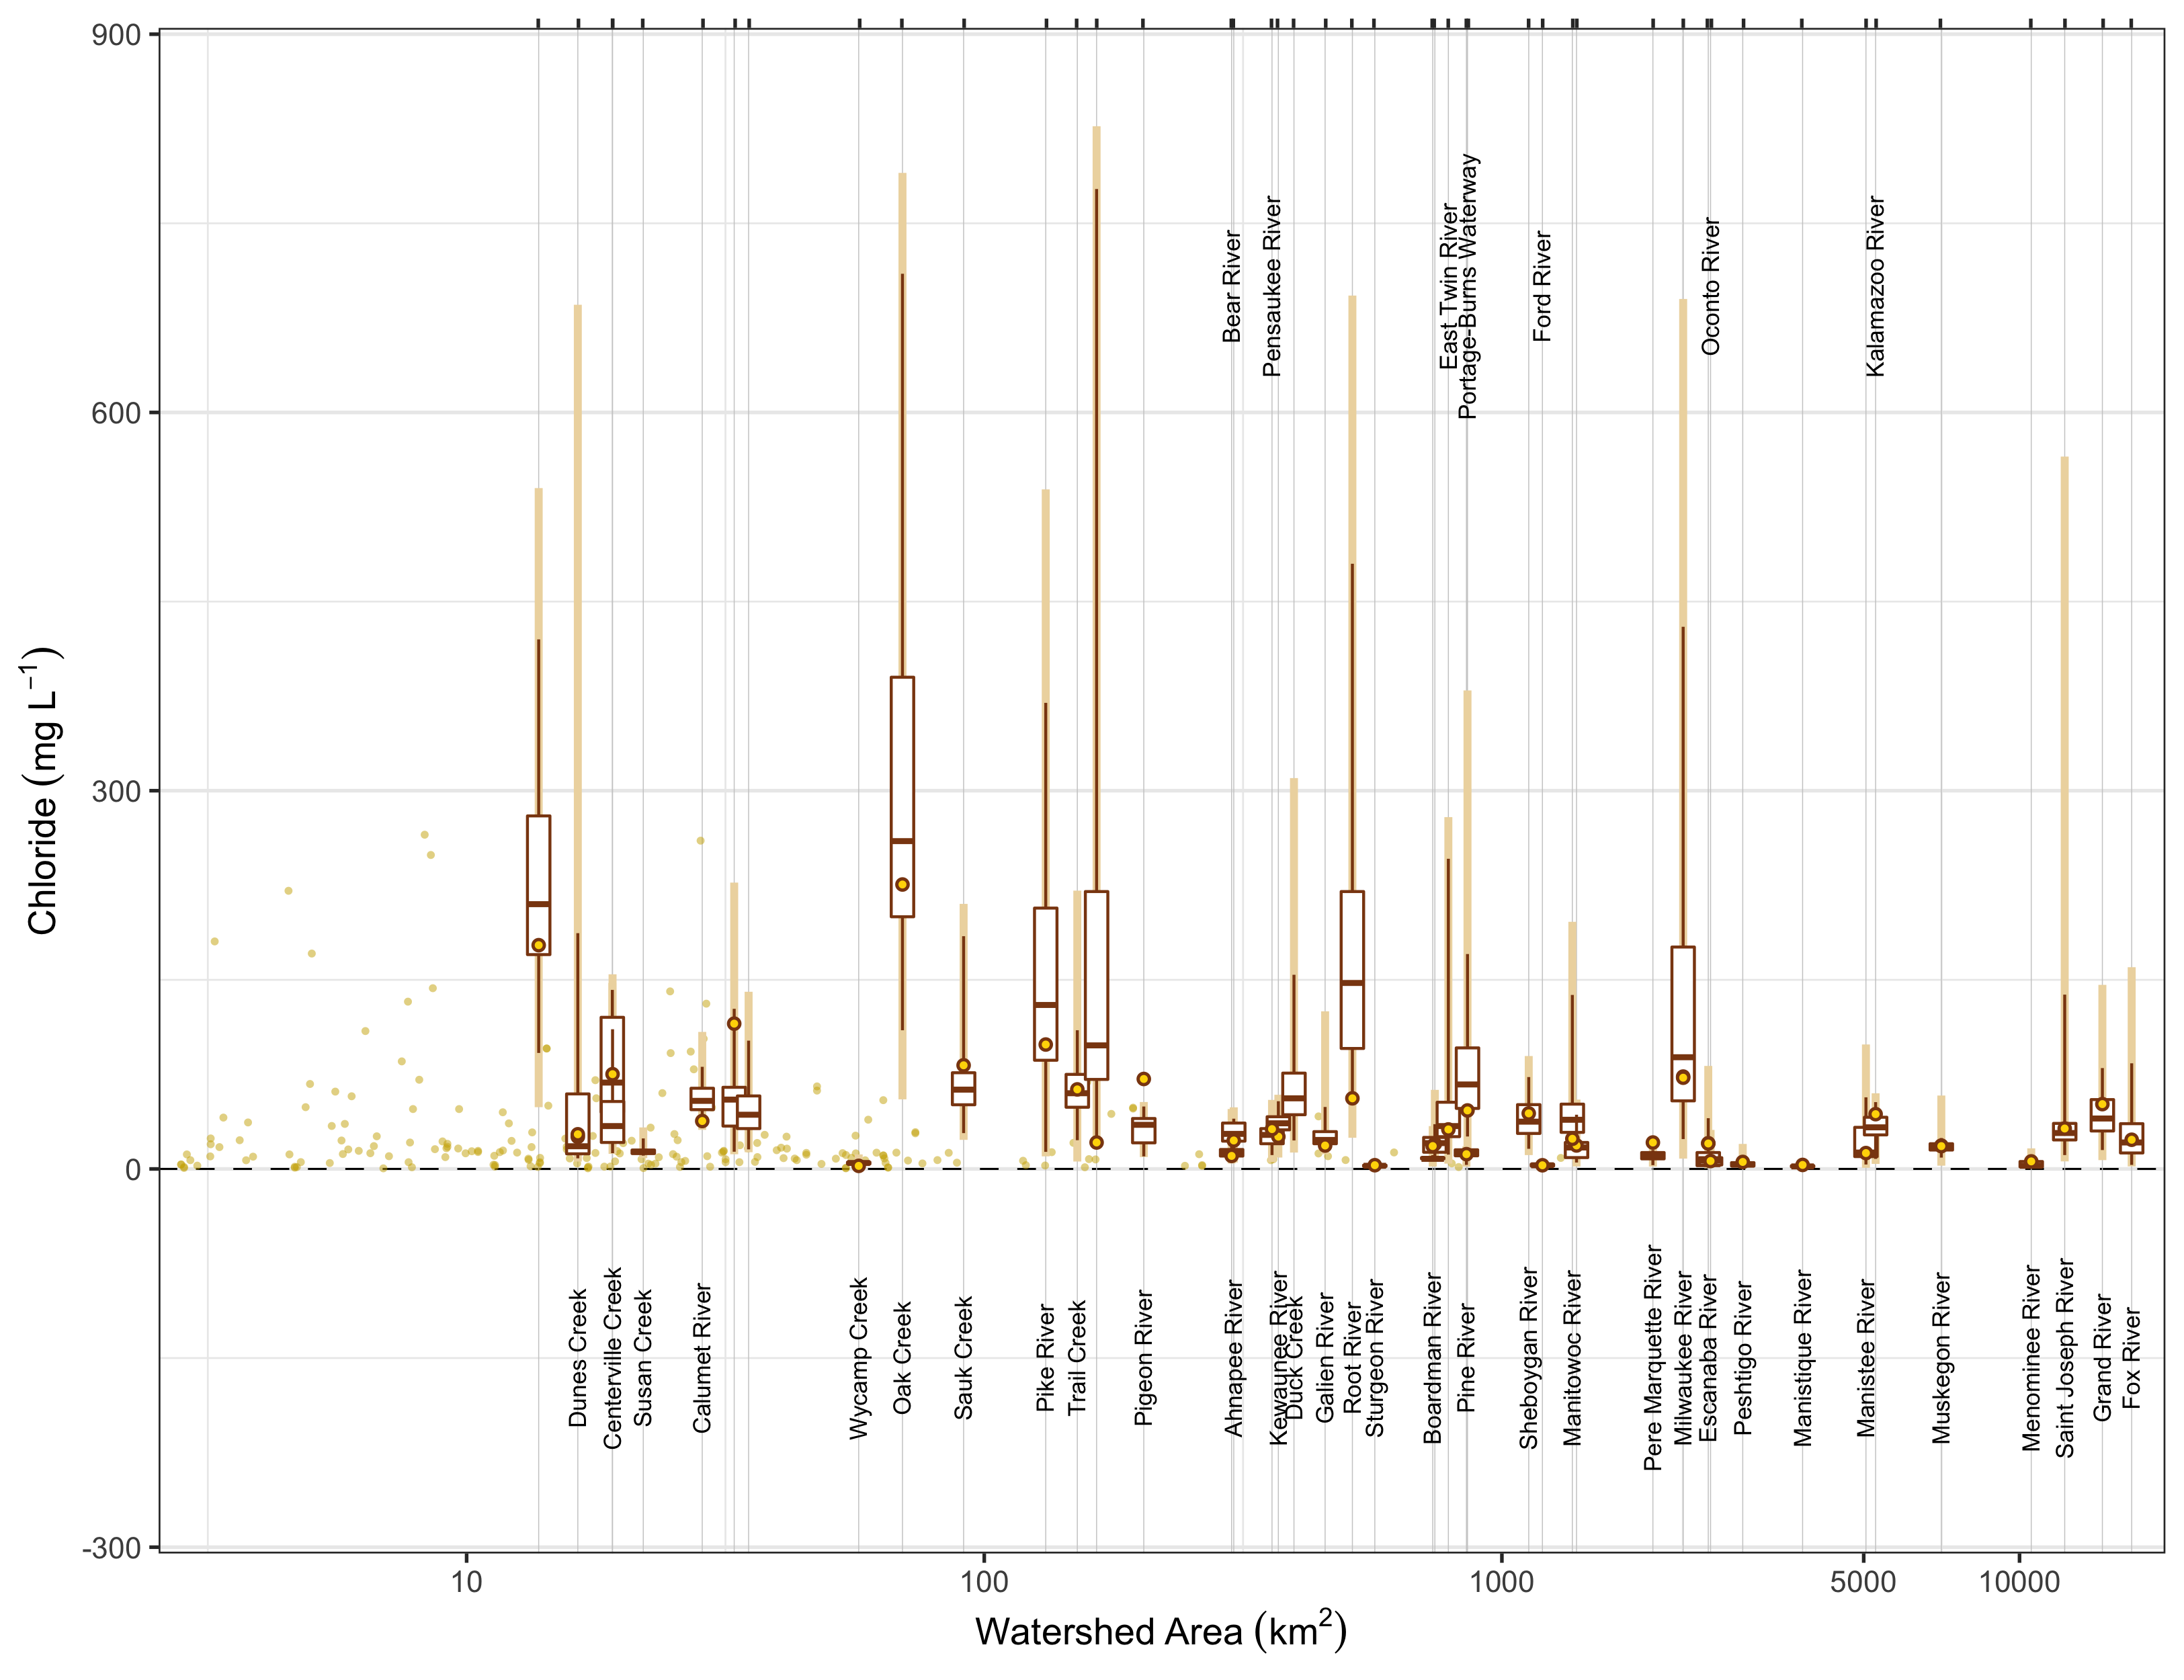 900
600
300
0
-300
Chloride (mg L−1)
Bear River
Pensaukee River
East Twin River
Portage-Burns Waterway
Ford River
Oconto River
Kalamazoo River
Dunes Creek
Centerville Creek
Susan Creek
Calumet River
Wycamp Creek
Oak Creek
Sauk Creek
Pike River
Trail Creek
Pigeon River
Ahnapee River
Kewaunee River
Duck Creek
Galien River
Root River
Sturgeon River
Boardman River
Pine River
Sheboygan River
Manitowoc River
Pere Marquette River
Milwaukee River
Escanaba River
Peshtigo River
Manistique River
Manistee River
Muskegon River
Menominee River
Saint Joseph River
Grand River
Fox River
10 100 1000 5000 10000
Watershed Area (km2)